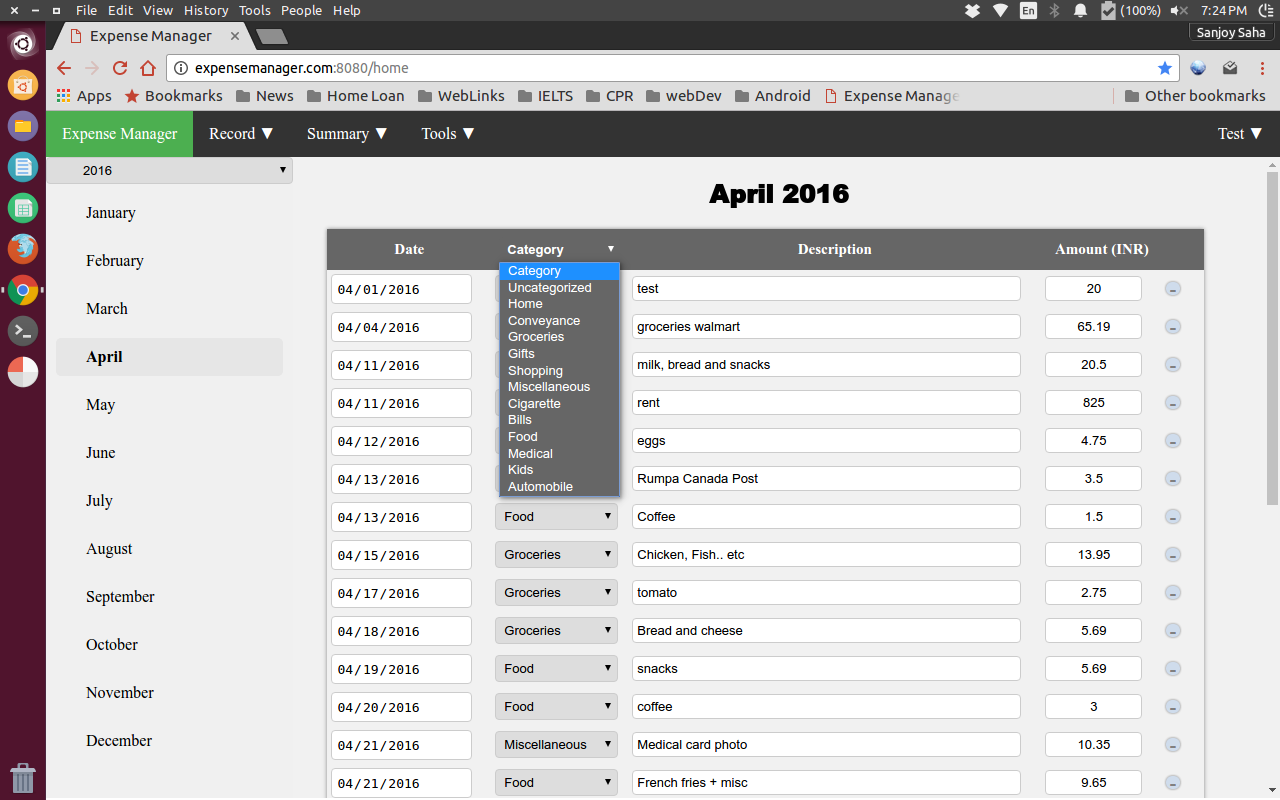 File Edit View History Tools People Help
En (100%) 7:24 PM
Expense Manager
Sanjoy Saha
expensemanager.com:8080/home
Apps Bookmarks News Home Loan WebLinks IELTS CPR webDev Android Expense Manage Other bookmarks
Expense Manager Record ▼ Summary ▼ Tools ▼ Test ▼
2016
January
February
March
April
May
June
July
August
September
October
November
December
April 2016
Date Category Description Amount (INR)
Category
Uncategorized
Home
Conveyance
Groceries
Gifts
Shopping
Miscellaneous
Cigarette
Bills
Food
Medical
Kids
Automobile
04/01/2016 test 20 -
04/04/2016 groceries walmart 65.19 -
04/11/2016 milk, bread and snacks 20.5 -
04/11/2016 rent 825 -
04/12/2016 eggs 4.75 -
04/13/2016 Rumpa Canada Post 3.5 -
04/13/2016 Food Coffee 1.5 -
04/15/2016 Groceries Chicken, Fish.. etc 13.95 -
04/17/2016 Groceries tomato 2.75 -
04/18/2016 Groceries Bread and cheese 5.69 -
04/19/2016 Food snacks 5.69 -
04/20/2016 Food coffee 3 -
04/21/2016 Miscellaneous Medical card photo 10.35 -
04/21/2016 Food French fries + misc 9.65 -